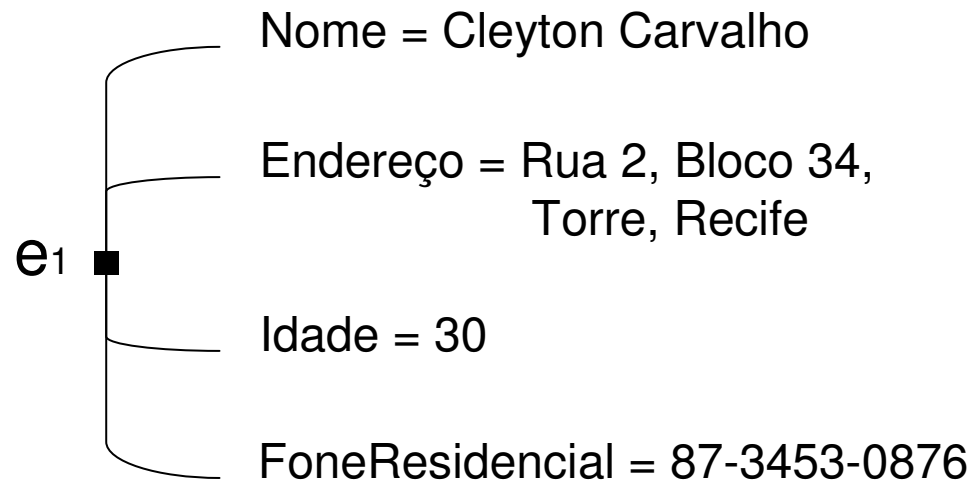 Nome = Cleyton Carvalho
Endereço = Rua 2, Bloco 34,
Torre, Recife
e1
Idade = 30
FoneResidencial = 87-3453-0876